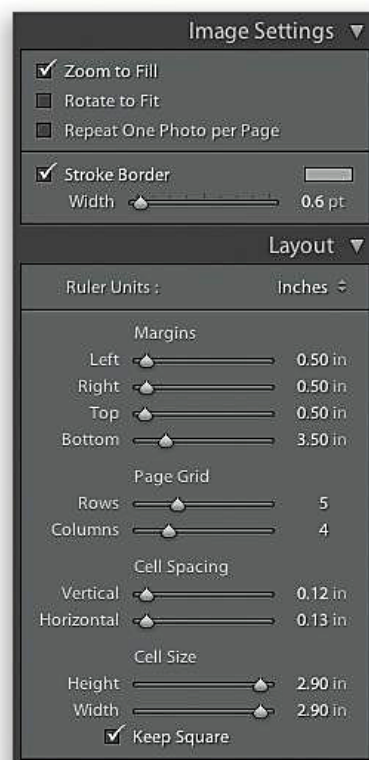 Image Settings
Zoom to Fill
Rotate to Fit
Repeat One Photo per Page
Stroke Border
Width 0.6 pt
Layout
Ruler Units : Inches
Margins
Left 0.50 in
Right 0.50 in
Top 0.50 in
Bottom 3.50 in
Page Grid
Rows 5
Columns 4
Cell Spacing
Vertical 0.12 in
Horizontal 0.13 in
Cell Size
Height 2.90 in
Width 2.90 in
Keep Square